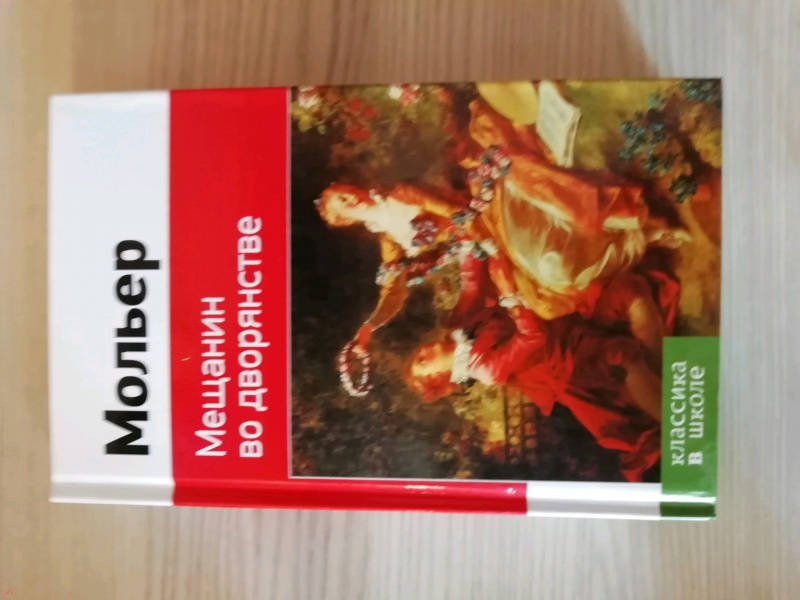 Мольер
Мещанин
во дворянстве
классика
в школе